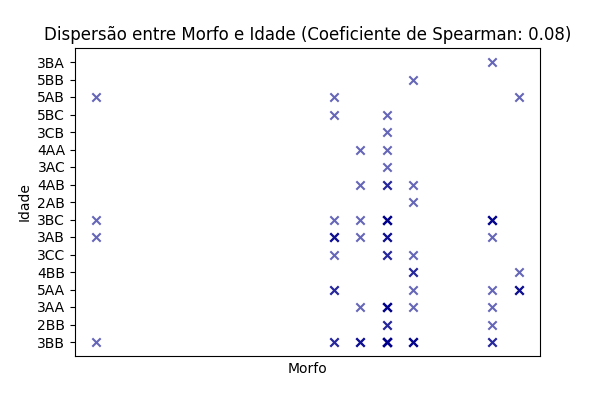 Dispersão entre Morfo e Idade (Coeficiente de Spearman: 0.08)
3BA
5BB
5AB
5BC
3CB
4AA
3AC
4AB
2AB
3BC
3AB
3CC
4BB
5AA
3AA
2BB
3BB
Idade
Morfo